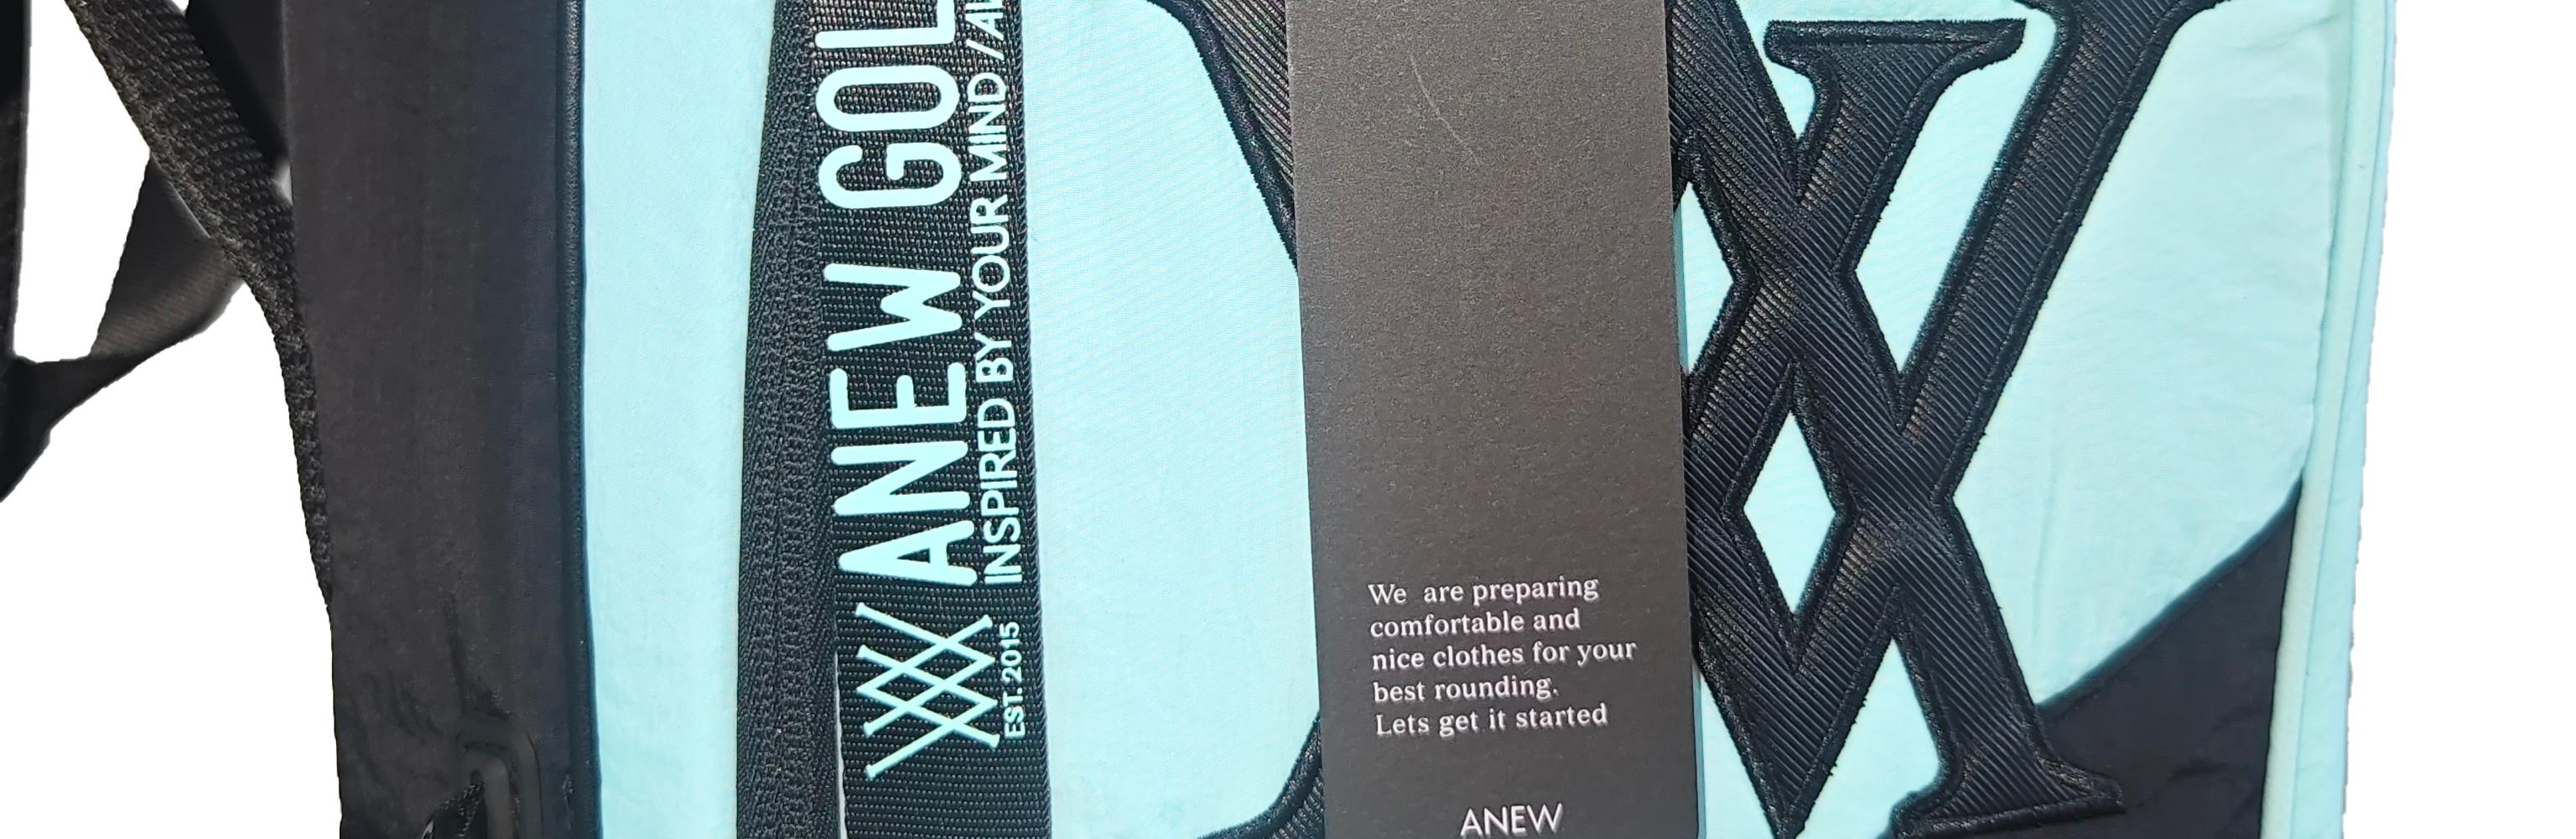 ANEW GOL
INSPIRED BY YOUR MIND / A
EST. 2015
We are preparing
comfortable and
nice clothes for your
best rounding.
Lets get it started
ANEW